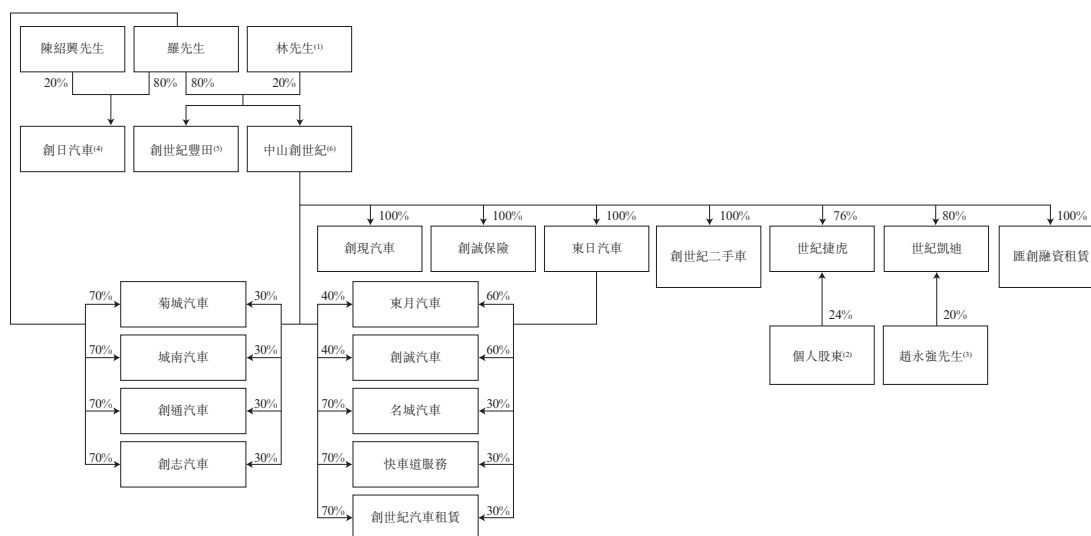 陳紹興先生
羅先生
林先生(1)
20%
80%
80%
20%
創日汽車(4)
創世紀豐田(5)
中山創世紀(6)
100%
100%
100%
100%
76%
80%
100%
創現汽車
創誠保險
東日汽車
創世紀二手車
世紀捷虎
世紀凱迪
匯創融資租賃
24%
20%
個人股東(2)
趙永強先生(3)
70%
菊城汽車
30%
40%
東月汽車
60%
70%
城南汽車
30%
40%
創誠汽車
60%
70%
創通汽車
30%
70%
名城汽車
30%
70%
創志汽車
30%
70%
快車道服務
30%
70%
創世紀汽車租賃
30%